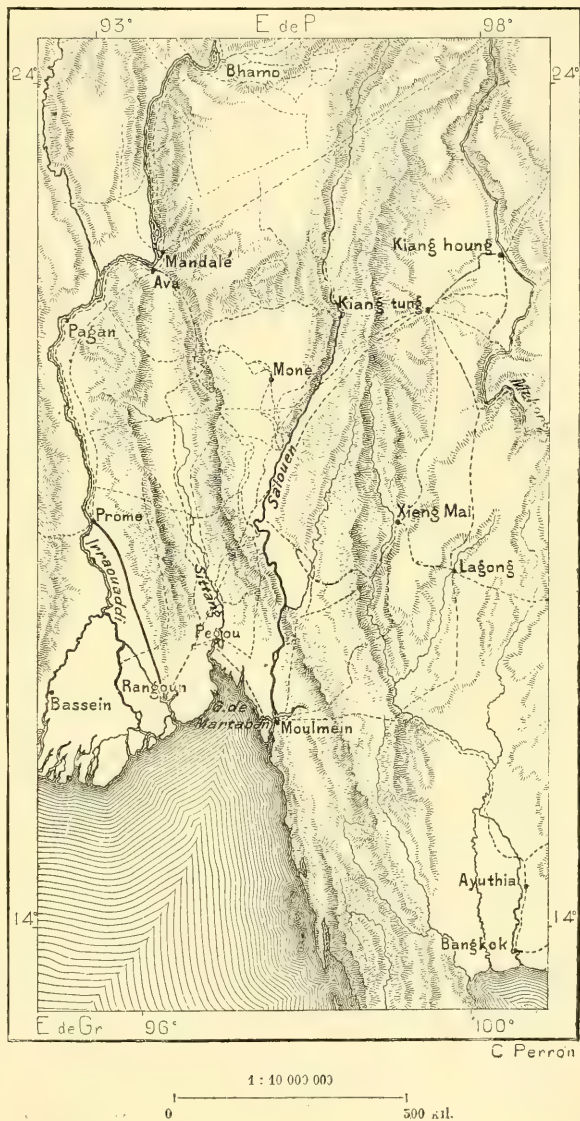 93° E de P 98°
24° 24°
Bhamo
Kiang houng
Mandalé
Ava
Kiang tung
Pagan
Moné
Salouen
Prome
Xieng Mai
Irraouaddi
Lagong
Sittang
Pegou
Rangoun
Bassein
G. de
Martaban
Moulmein
Ayuthia
14° 14°
Bangkok
E de Gr 96° 100°
C Perron
1 : 10 000 000
0 500 kil.